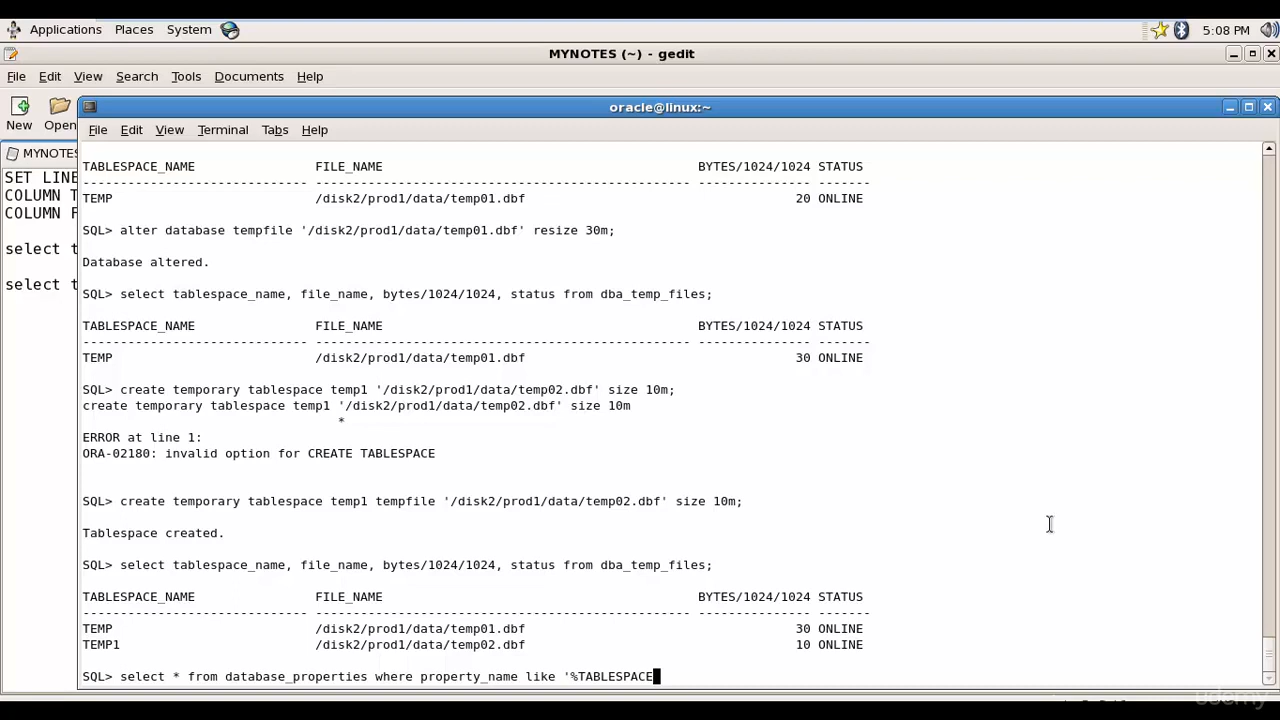 Applications Places System 5:08 PM
MYNOTES (~) - gedit
File Edit View Search Tools Documents Help
oracle@linux:~
New Open
File Edit View Terminal Tabs Help
MYNOTES
SET LINE
COLUMN T
COLUMN F
select t
select t
TABLESPACE_NAME FILE_NAME BYTES/1024/1024 STATUS
------------------------------ -------------------------------------------------- --------------- -------
TEMP /disk2/prod1/data/temp01.dbf 20 ONLINE
SQL> alter database tempfile '/disk2/prod1/data/temp01.dbf' resize 30m;
Database altered.
SQL> select tablespace_name, file_name, bytes/1024/1024, status from dba_temp_files;
TABLESPACE_NAME FILE_NAME BYTES/1024/1024 STATUS
------------------------------ -------------------------------------------------- --------------- -------
TEMP /disk2/prod1/data/temp01.dbf 30 ONLINE
SQL> create temporary tablespace temp1 '/disk2/prod1/data/temp02.dbf' size 10m;
create temporary tablespace temp1 '/disk2/prod1/data/temp02.dbf' size 10m
*
ERROR at line 1:
ORA-02180: invalid option for CREATE TABLESPACE
SQL> create temporary tablespace temp1 tempfile '/disk2/prod1/data/temp02.dbf' size 10m;
Tablespace created.
SQL> select tablespace_name, file_name, bytes/1024/1024, status from dba_temp_files;
TABLESPACE_NAME FILE_NAME BYTES/1024/1024 STATUS
------------------------------ -------------------------------------------------- --------------- -------
TEMP /disk2/prod1/data/temp01.dbf 30 ONLINE
TEMP1 /disk2/prod1/data/temp02.dbf 10 ONLINE
SQL> select * from database_properties where property_name like '%TABLESPACE
udemy